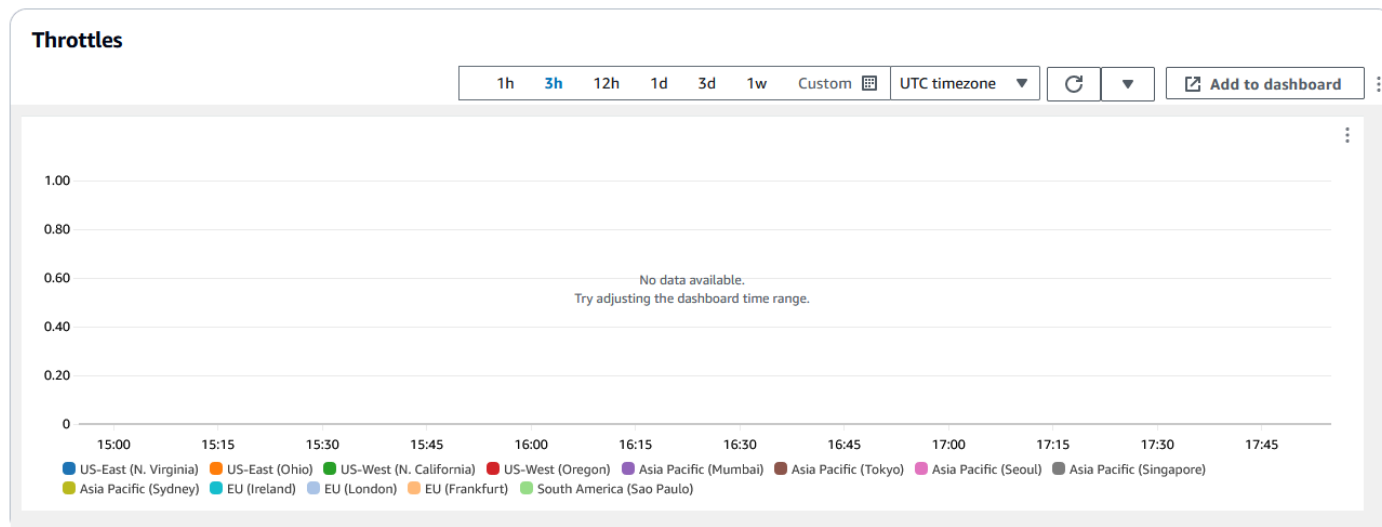 Throttles
1h 3h 12h 1d 3d 1w Custom UTC timezone Add to dashboard
1.00
0.80
0.60
No data available.
Try adjusting the dashboard time range.
0.40
0.20
0
15:00 15:15 15:30 15:45 16:00 16:15 16:30 16:45 17:00 17:15 17:30 17:45
US-East (N. Virginia) US-East (Ohio) US-West (N. California) US-West (Oregon) Asia Pacific (Mumbai) Asia Pacific (Tokyo) Asia Pacific (Seoul) Asia Pacific (Singapore)
Asia Pacific (Sydney) EU (Ireland) EU (London) EU (Frankfurt) South America (Sao Paulo)